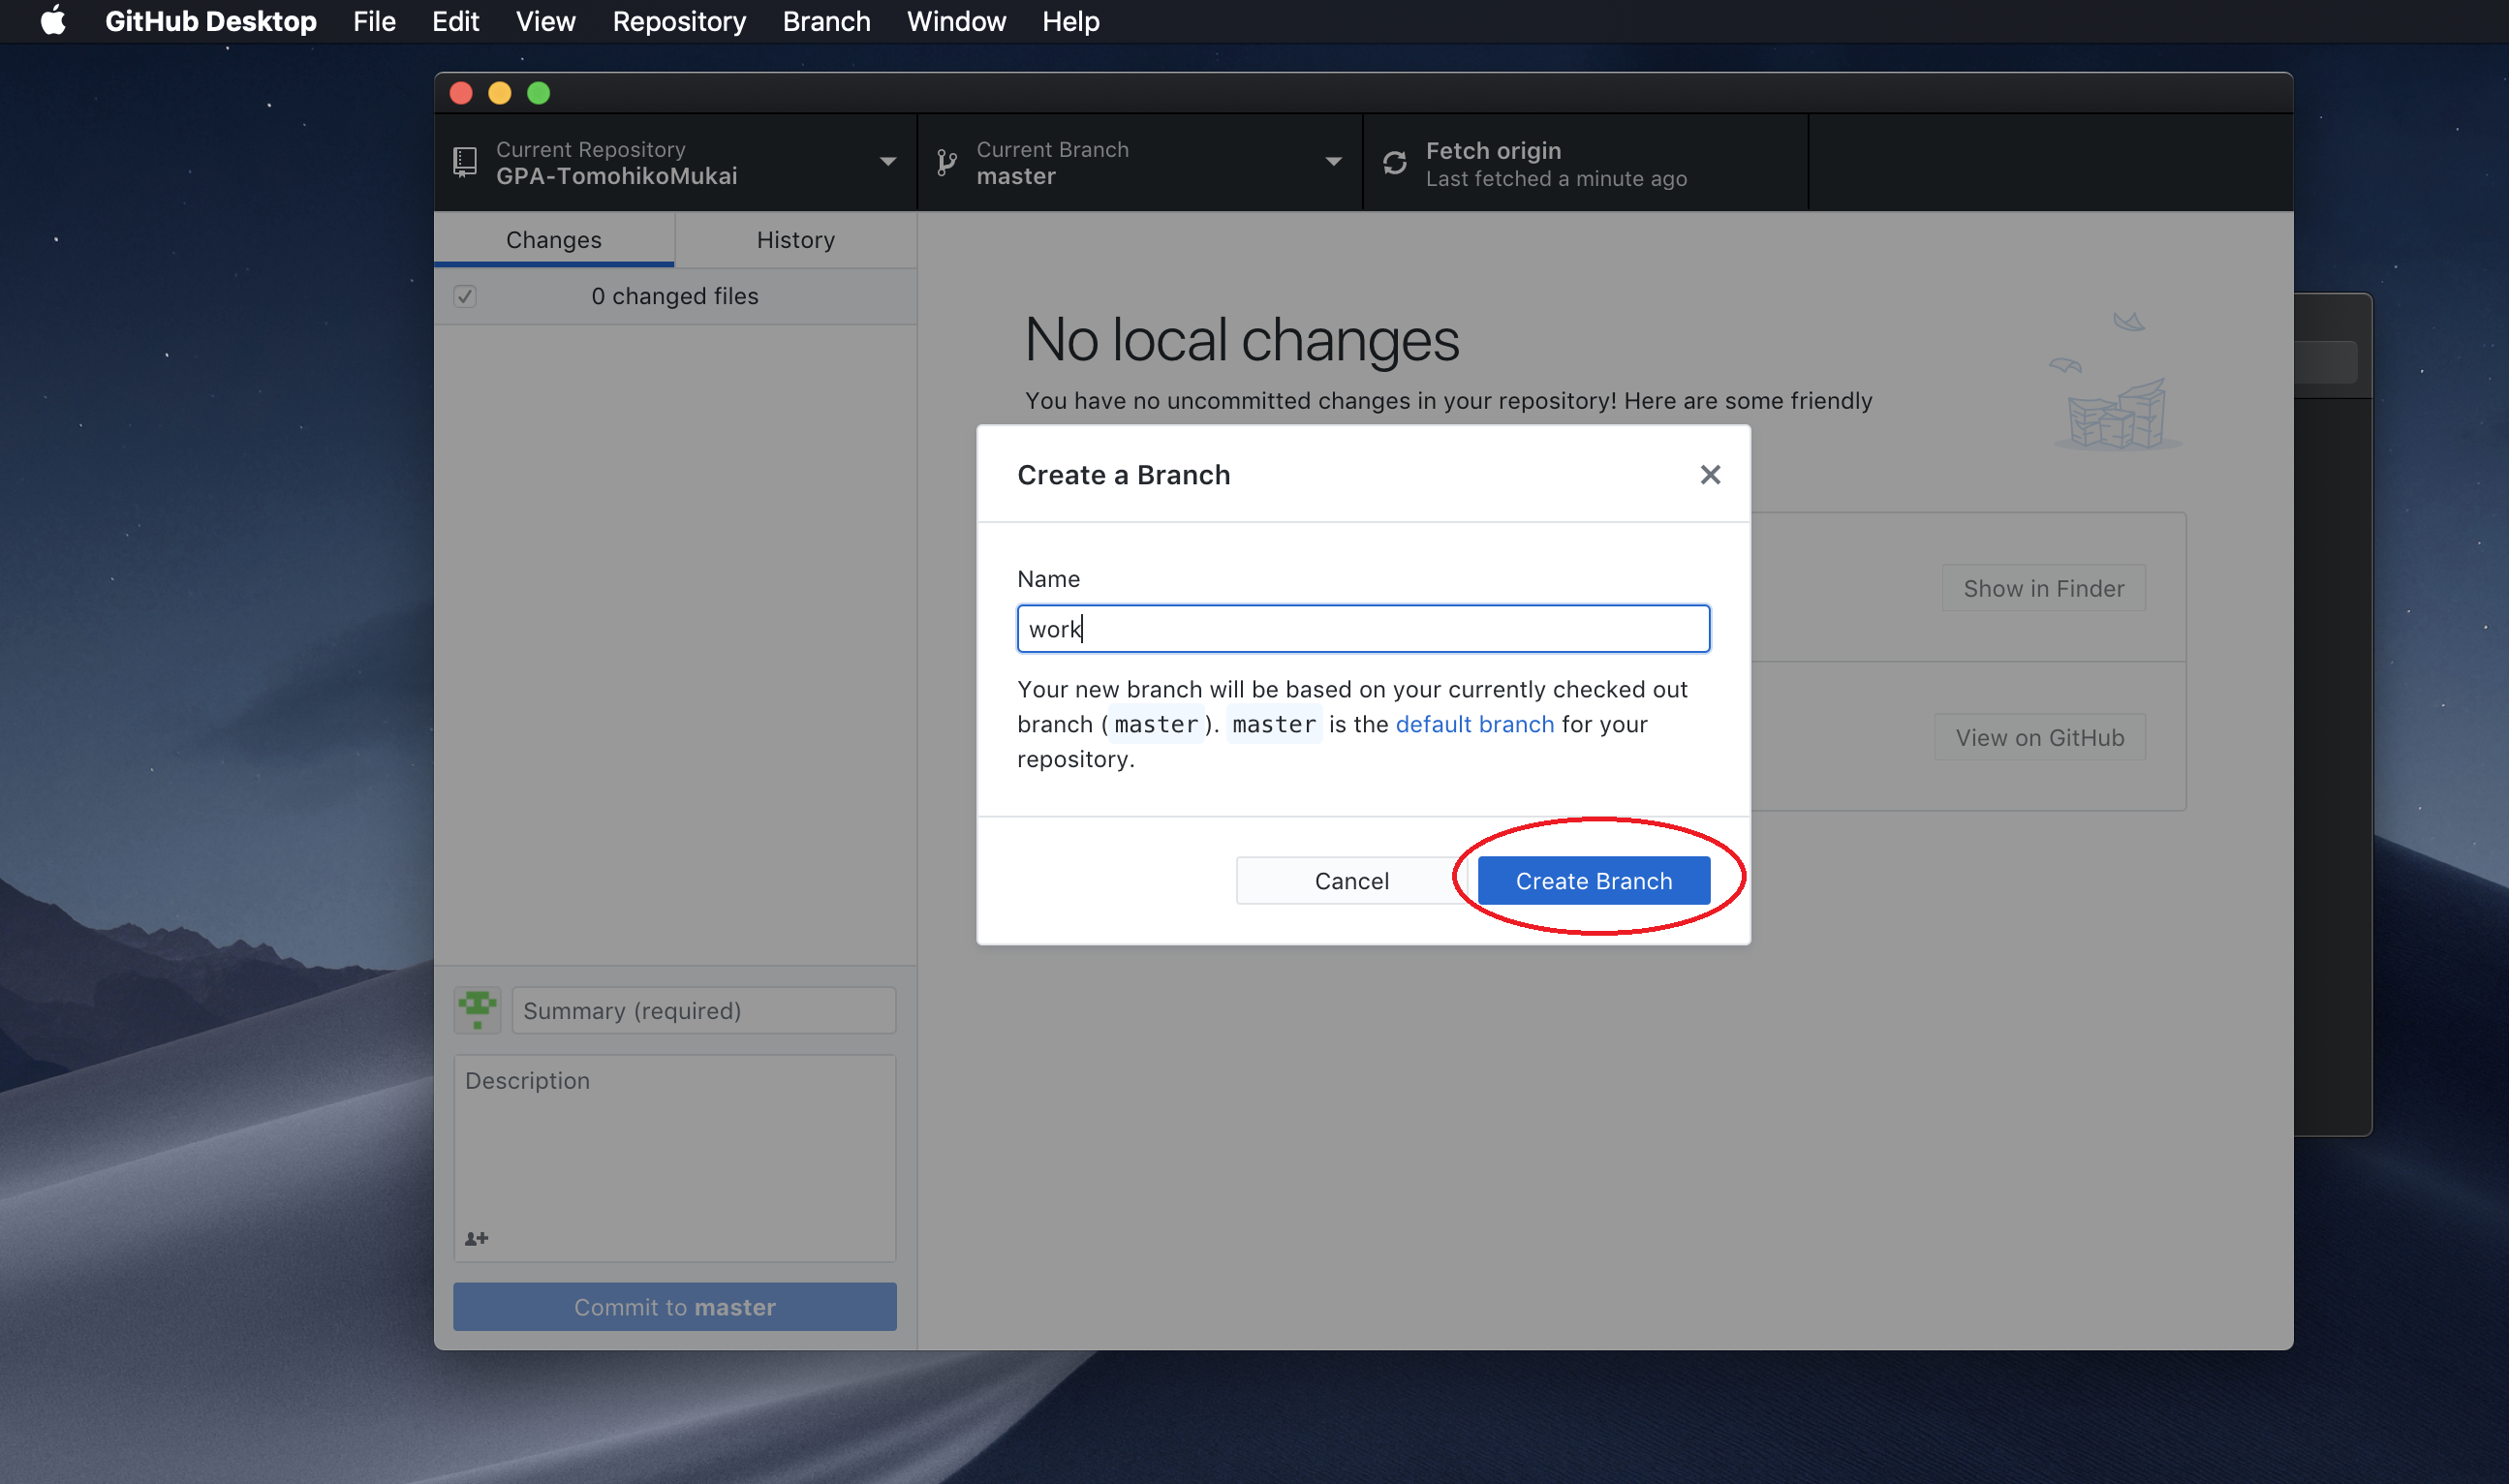 GitHub Desktop File Edit View Repository Branch Window Help
Current Repository
GPA-TomohikoMukai
Current Branch
master
Fetch origin
Last fetched a minute ago
Changes
History
0 changed files
No local changes
You have no uncommitted changes in your repository! Here are some friendly
Create a Branch
Name
work
Your new branch will be based on your currently checked out
branch (master). master is the default branch for your
repository.
Cancel
Create Branch
Show in Finder
View on GitHub
Summary (required)
Description
Commit to master